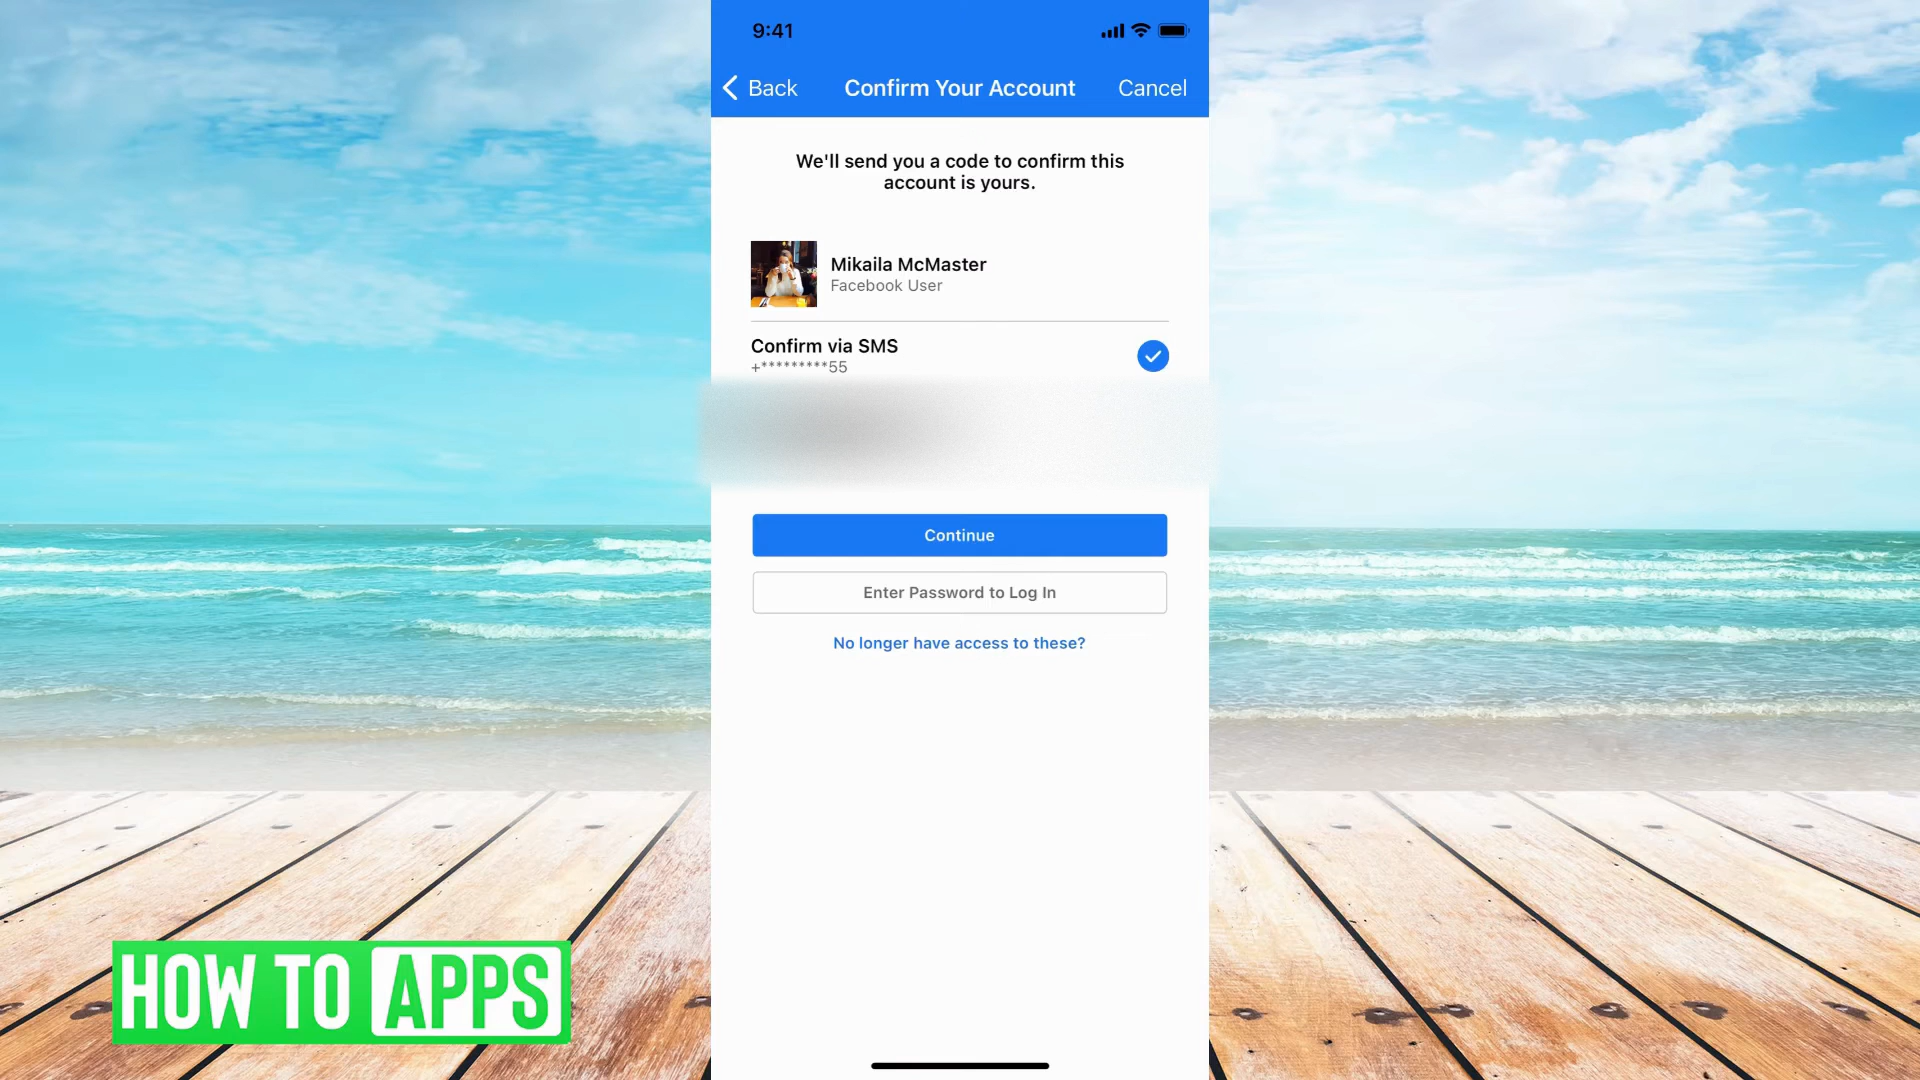 9:41
Back
Confirm Your Account
Cancel
We'll send you a code to confirm this
account is yours.
Mikaila McMaster
Facebook User
Confirm via SMS
+*********55
Continue
Enter Password to Log In
No longer have access to these?
HOW TO APPS